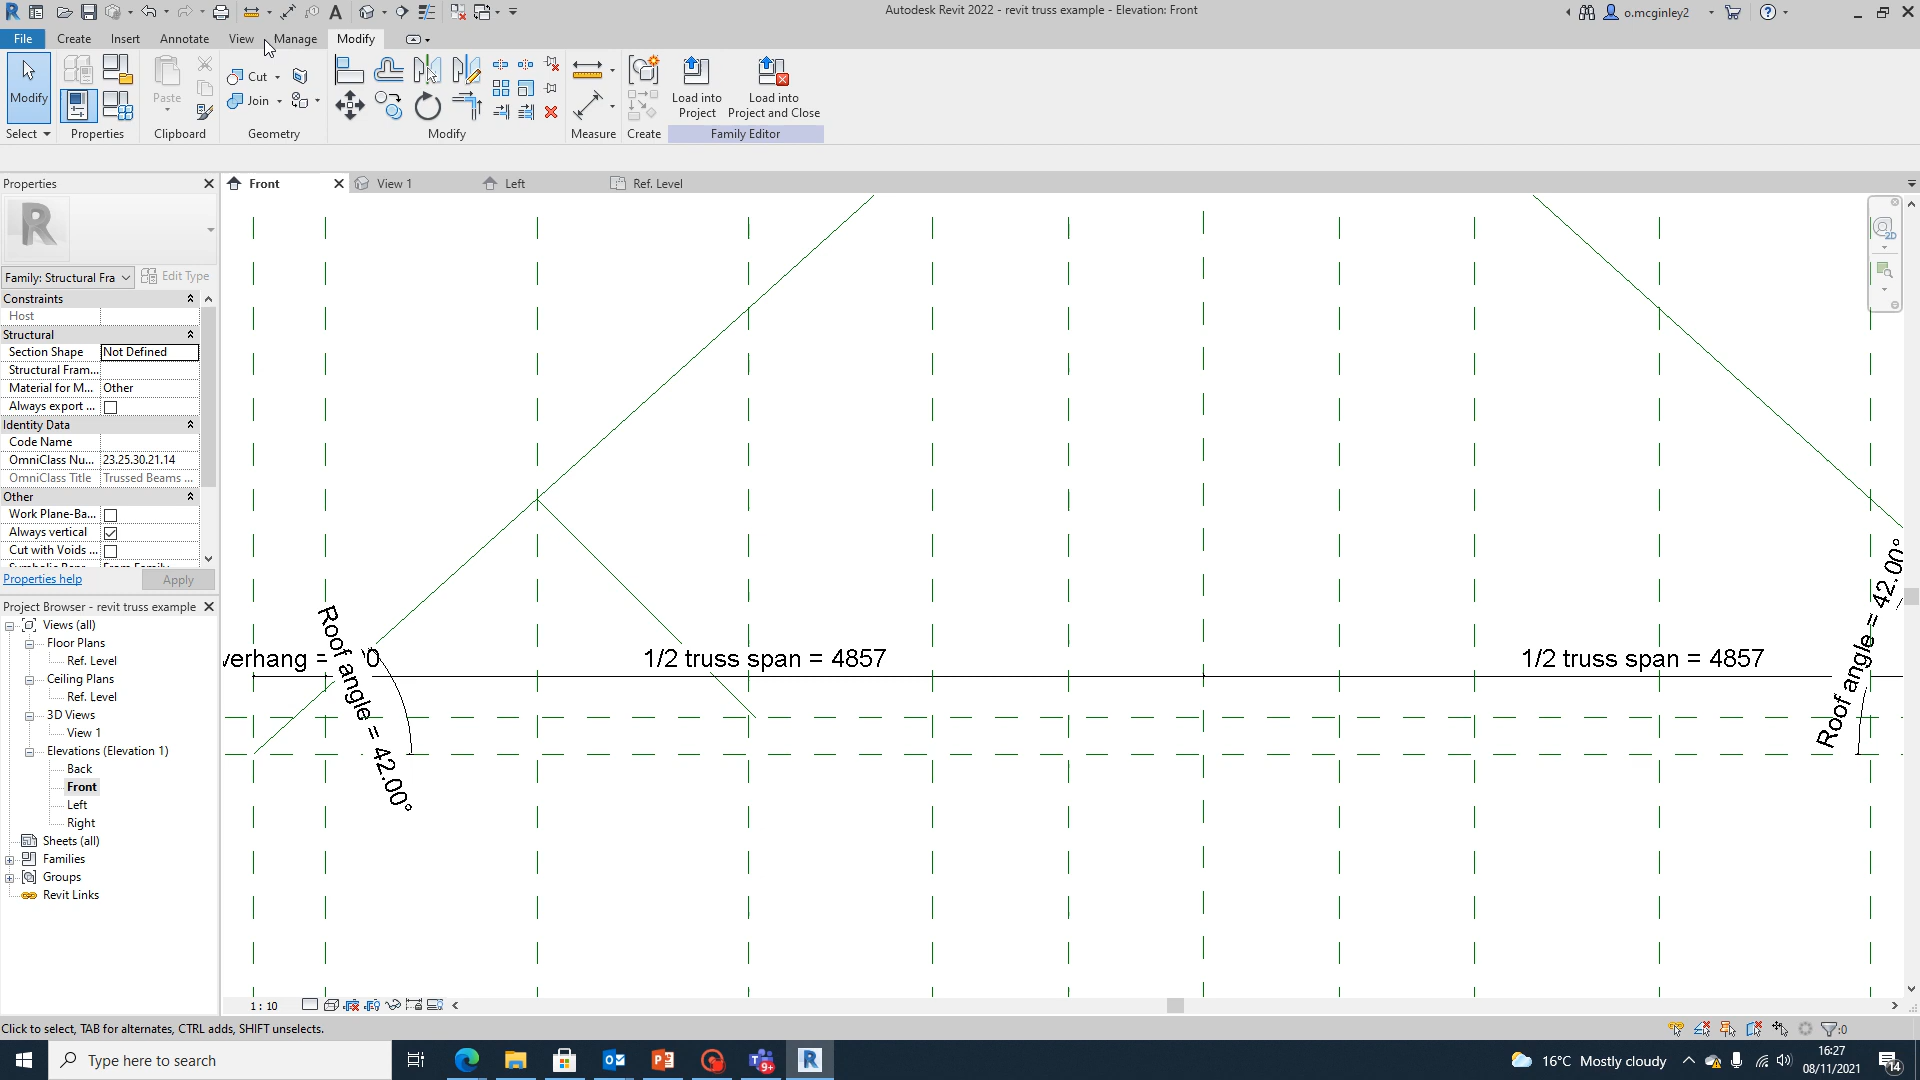 Autodesk Revit 2022 - revit truss example - Elevation: Front
o.mcginley2
File
Create
Insert
Annotate
View
Manage
Modify
Modify
Paste
Cut
Join
Load into
Project
Load into
Project and Close
Select
Properties
Clipboard
Geometry
Modify
Measure
Create
Family Editor
Properties
Front
View 1
Left
Ref. Level
Family: Structural Fra
Edit Type
Constraints
Host
Structural
Section Shape
Not Defined
Structural Fram...
Material for M...
Other
Always export ...
Identity Data
Code Name
OmniClass Nu...
23.25.30.21.14
OmniClass Title
Trussed Beams ...
Other
Work Plane-Ba...
Always vertical
Cut with Voids ...
Properties help
Apply
Project Browser - revit truss example
Views (all)
Floor Plans
Ref. Level
Ceiling Plans
Ref. Level
3D Views
View 1
Elevations (Elevation 1)
Back
Front
Left
Right
Sheets (all)
Families
Groups
Revit Links
2D
Roof angle = 42.00°
1/2 truss span = 4857
1/2 truss span = 4857
Roof angle = 42.00°
1 : 10
Click to select, TAB for alternates, CTRL adds, SHIFT unselects.
:0
Type here to search
9+
16°C Mostly cloudy
16:27
08/11/2021
14